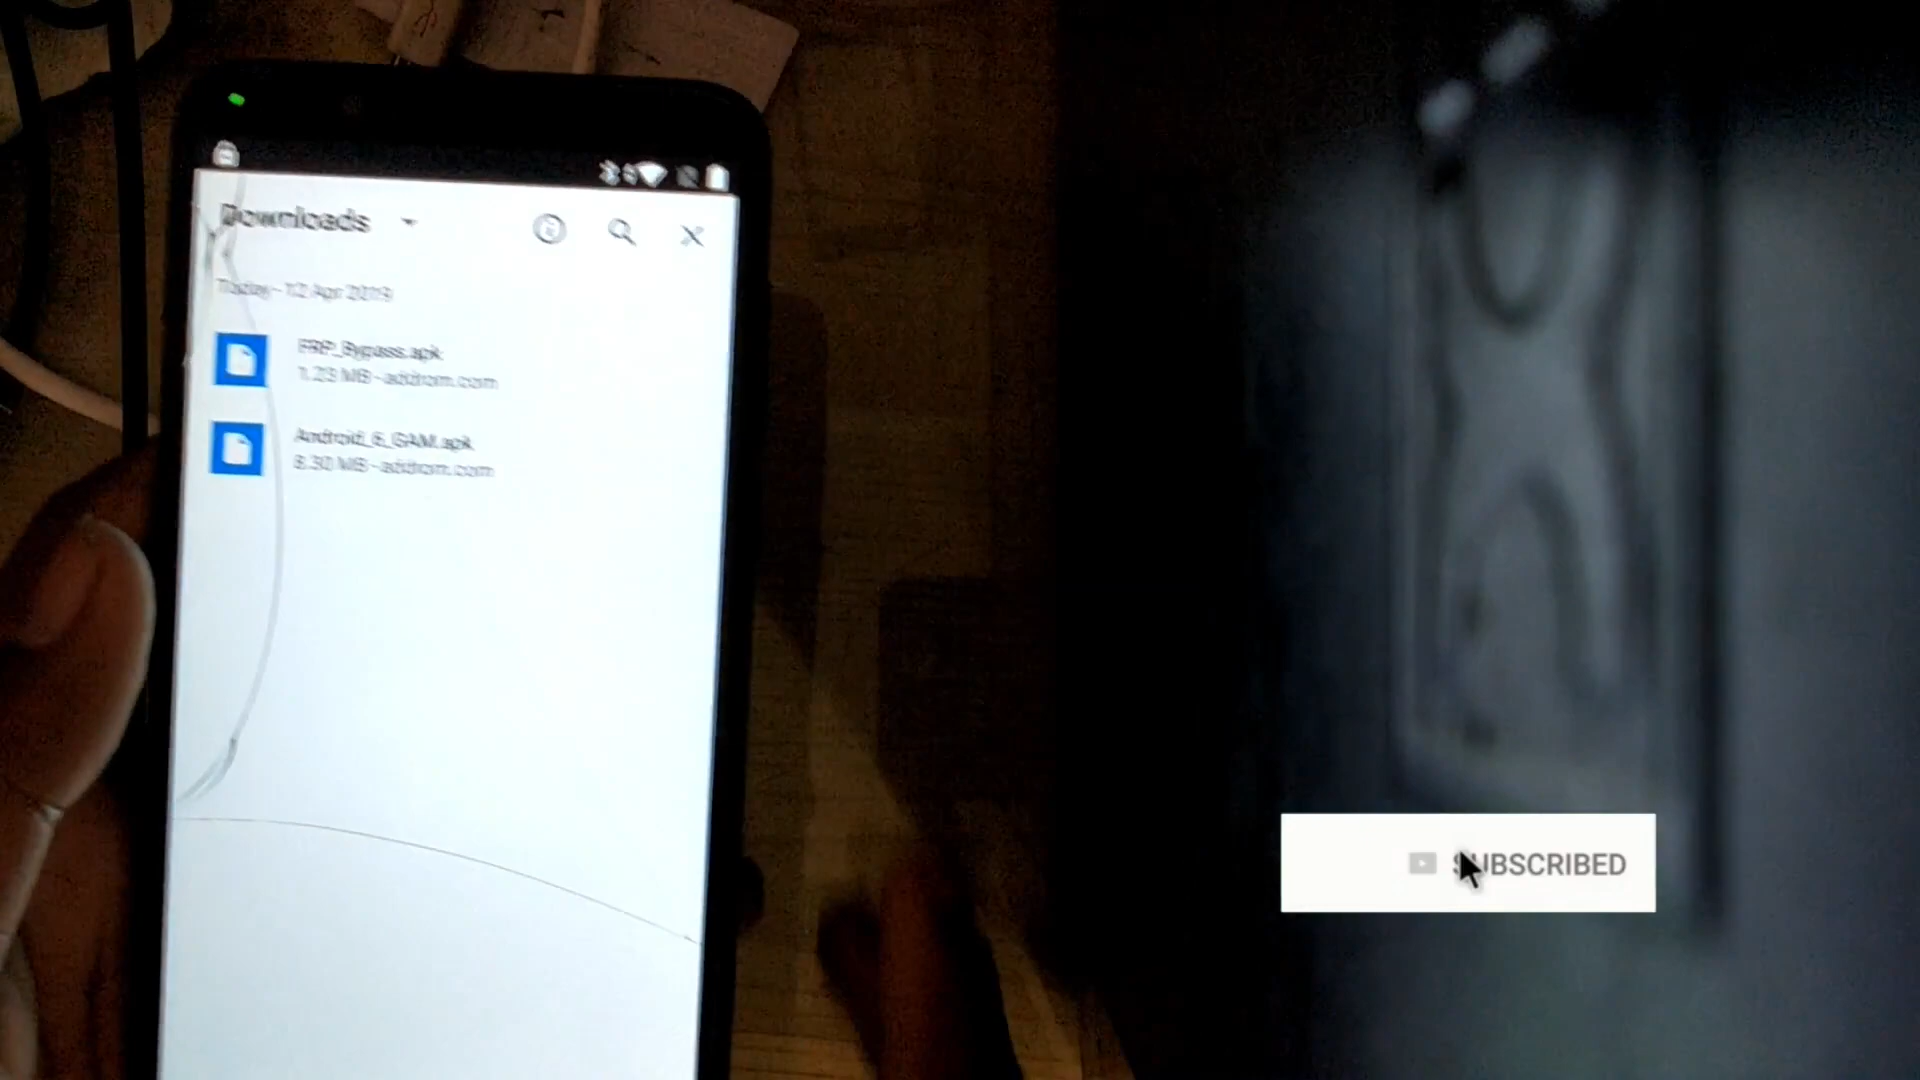 Downloads
Today - 12 Apr 2019
FRP_Bypass.apk
1.23 MB - addrom.com
Android_6_GAM.apk
6.30 MB - addrom.com
SUBSCRIBED